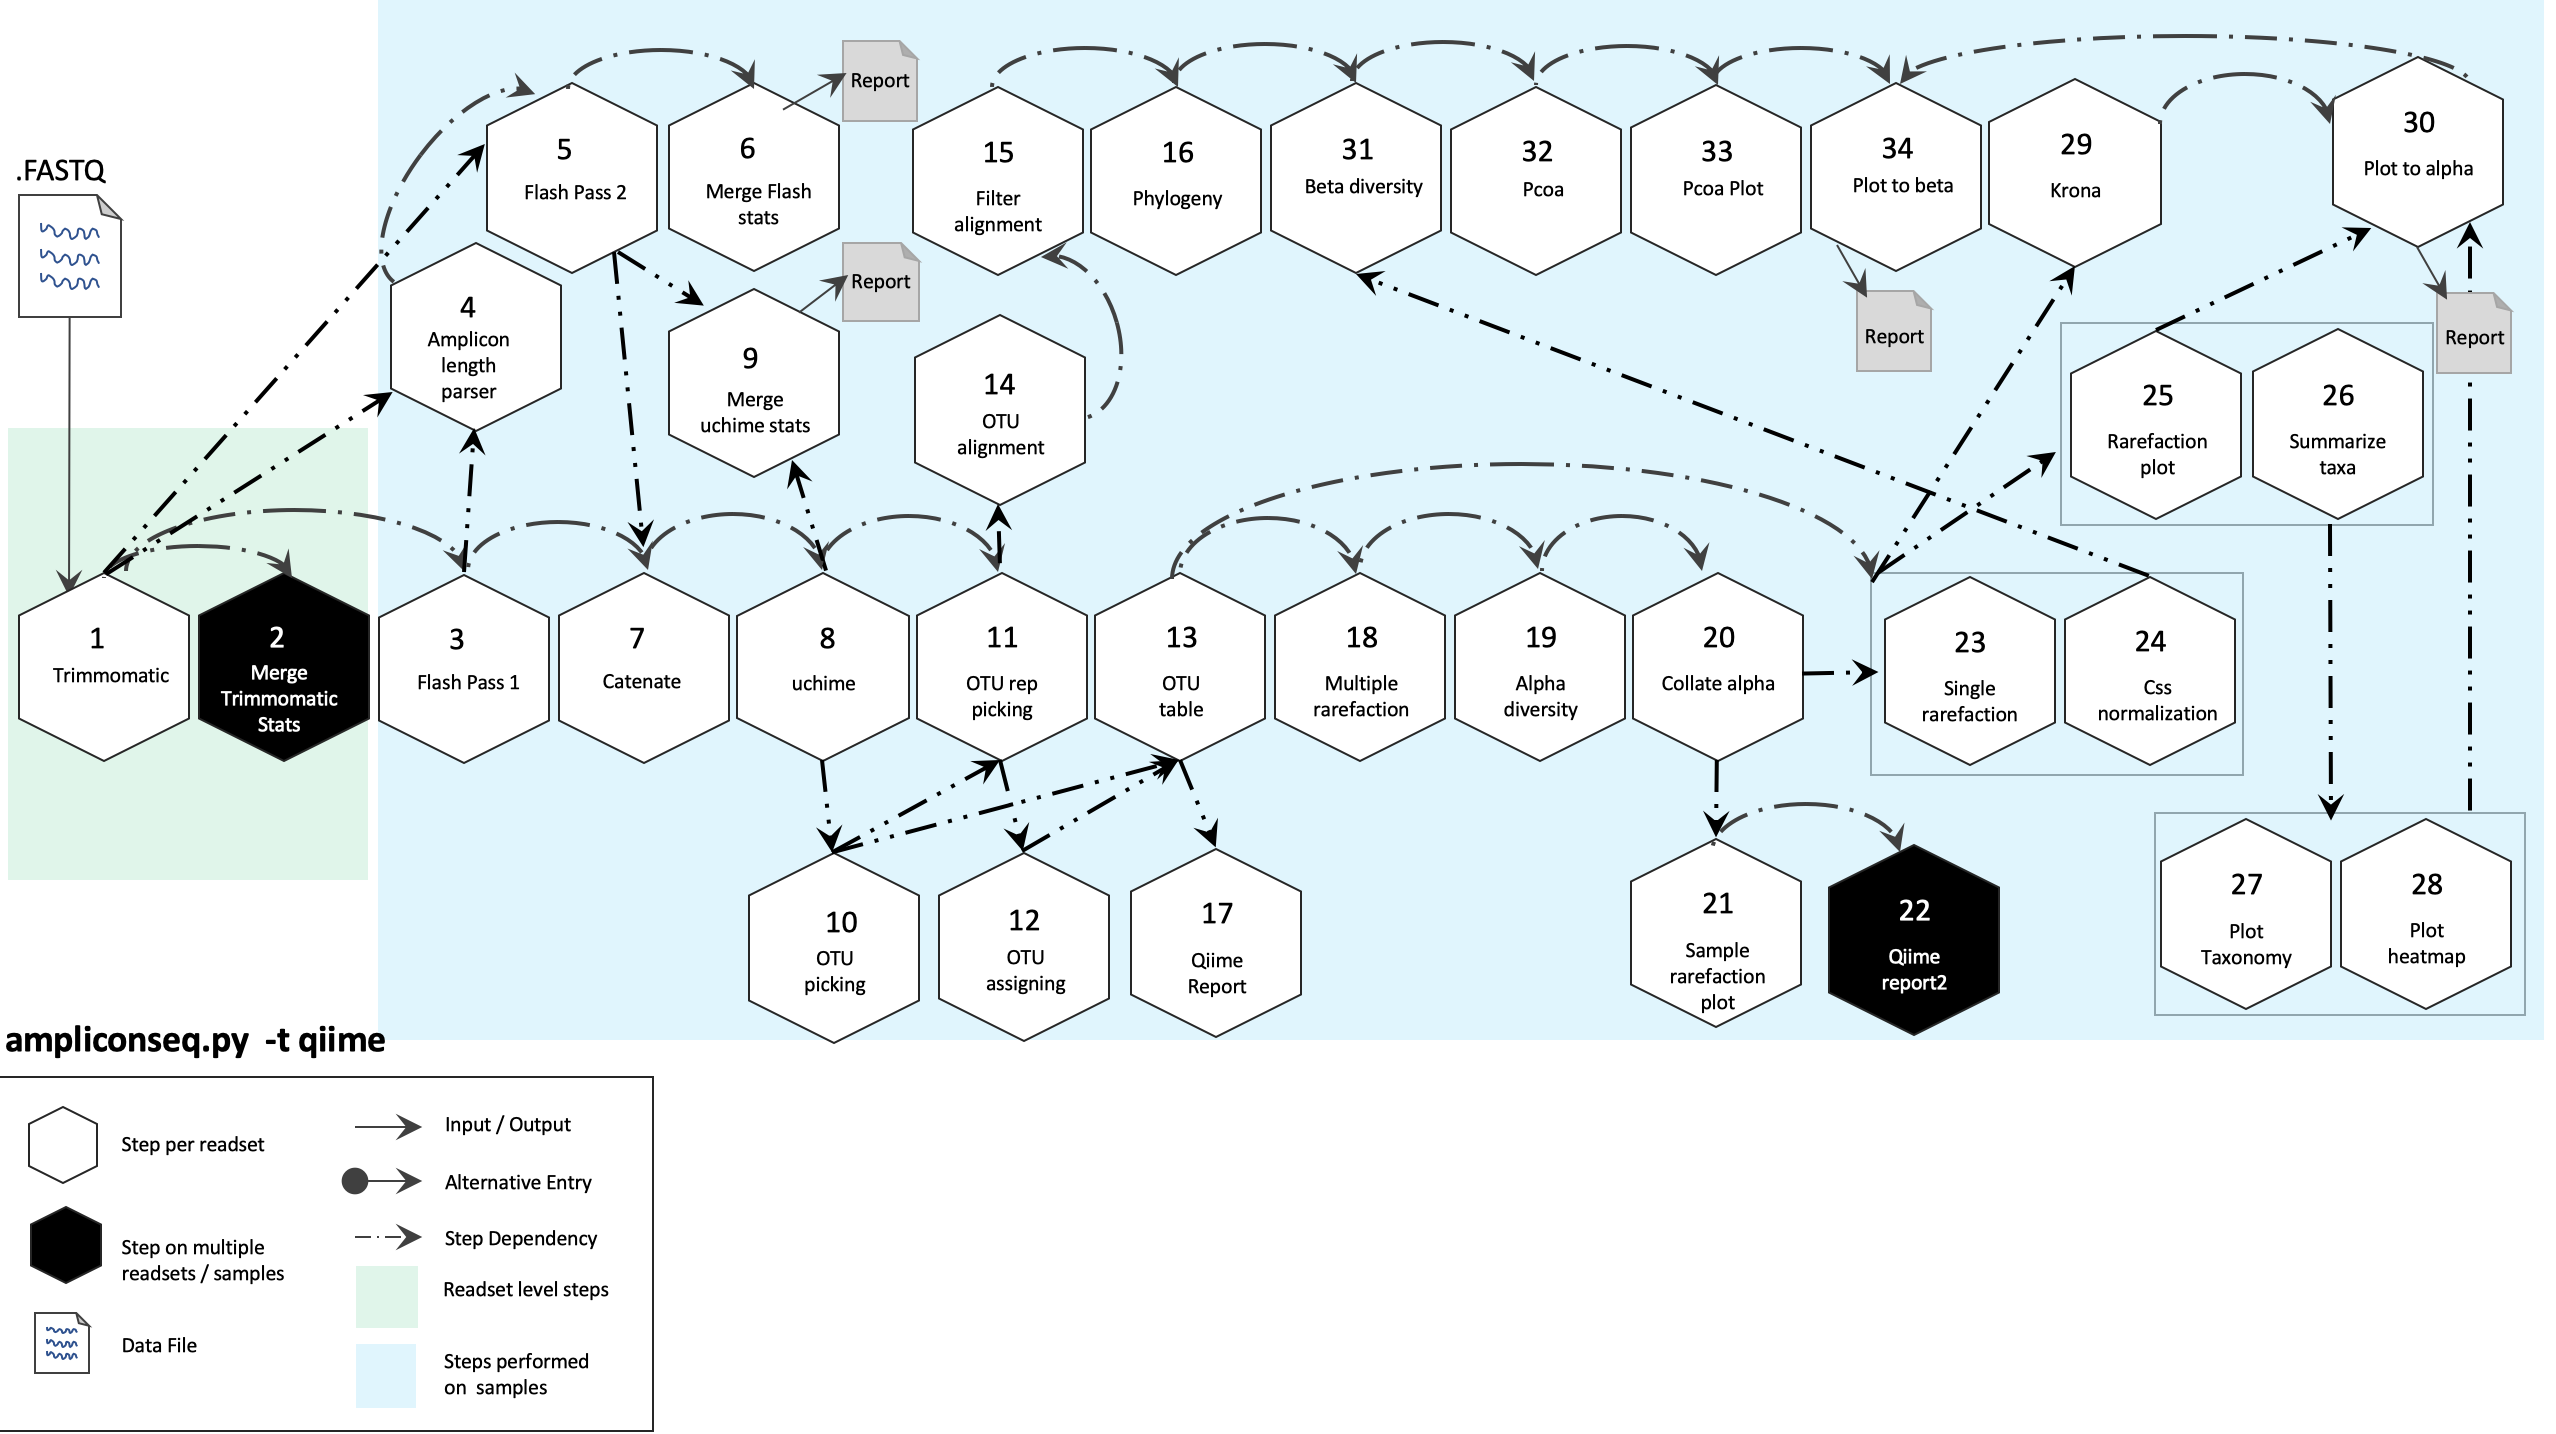 .FASTQ
5
Flash Pass 2
6
Merge Flash
stats
Report
15
Filter
alignment
16
Phylogeny
31
Beta diversity
32
Pcoa
33
Pcoa Plot
34
Plot to beta
29
Krona
30
Plot to alpha
4
Amplicon
length
parser
9
Merge
uchime stats
Report
14
OTU
alignment
Report
25
Rarefaction
plot
26
Summarize
taxa
Report
1
Trimmomatic
2
Merge
Trimmomatic
Stats
3
Flash Pass 1
7
Catenate
8
uchime
11
OTU rep
picking
13
OTU
table
18
Multiple
rarefaction
19
Alpha
diversity
20
Collate alpha
23
Single
rarefaction
24
Css
normalization
10
OTU
picking
12
OTU
assigning
17
Qiime
Report
21
Sample
rarefaction
plot
22
Qiime
report2
27
Plot
Taxonomy
28
Plot
heatmap
ampliconseq.py -t qiime
Step per readset
Step on multiple
readsets / samples
Data File
Input / Output
Alternative Entry
Step Dependency
Readset level steps
Steps performed
on samples